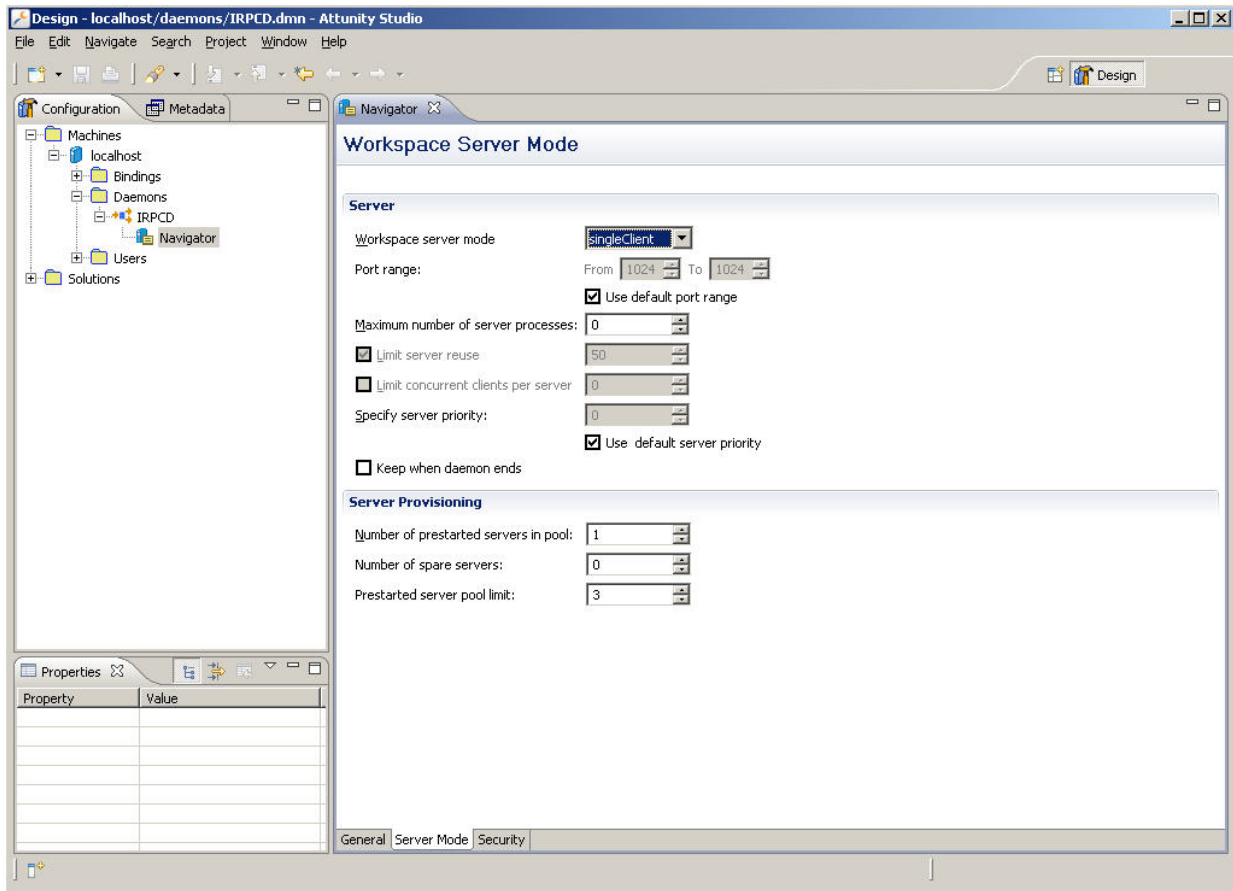 Design - localhost/daemons/IRPCD.dmn - Attunity Studio
File Edit Navigate Search Project Window Help
Design
Configuration Metadata
Machines
localhost
Bindings
Daemons
IRPCD
Navigator
Users
Solutions
Properties
Property Value
Navigator
Workspace Server Mode
Server
Workspace server mode singleClient
Port range: From 1024 To 1024
Use default port range
Maximum number of server processes: 0
Limit server reuse 50
Limit concurrent clients per server 0
Specify server priority: 0
Use default server priority
Keep when daemon ends
Server Provisioning
Number of prestarted servers in pool: 1
Number of spare servers: 0
Prestarted server pool limit: 3
General Server Mode Security